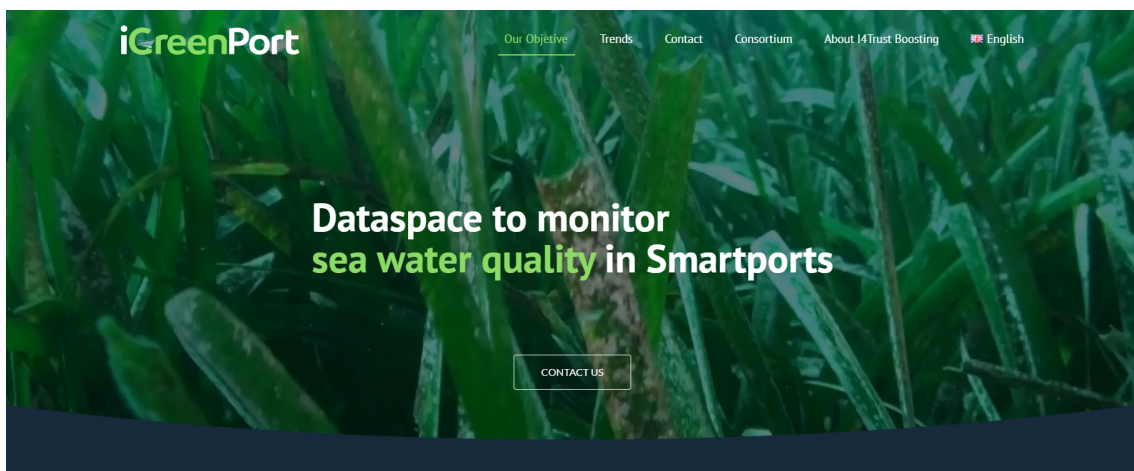 iGreenPort
Our Objetive Trends Contact Consortium About I4Trust Boosting English
Dataspace to monitor
sea water quality in Smartports
CONTACT US